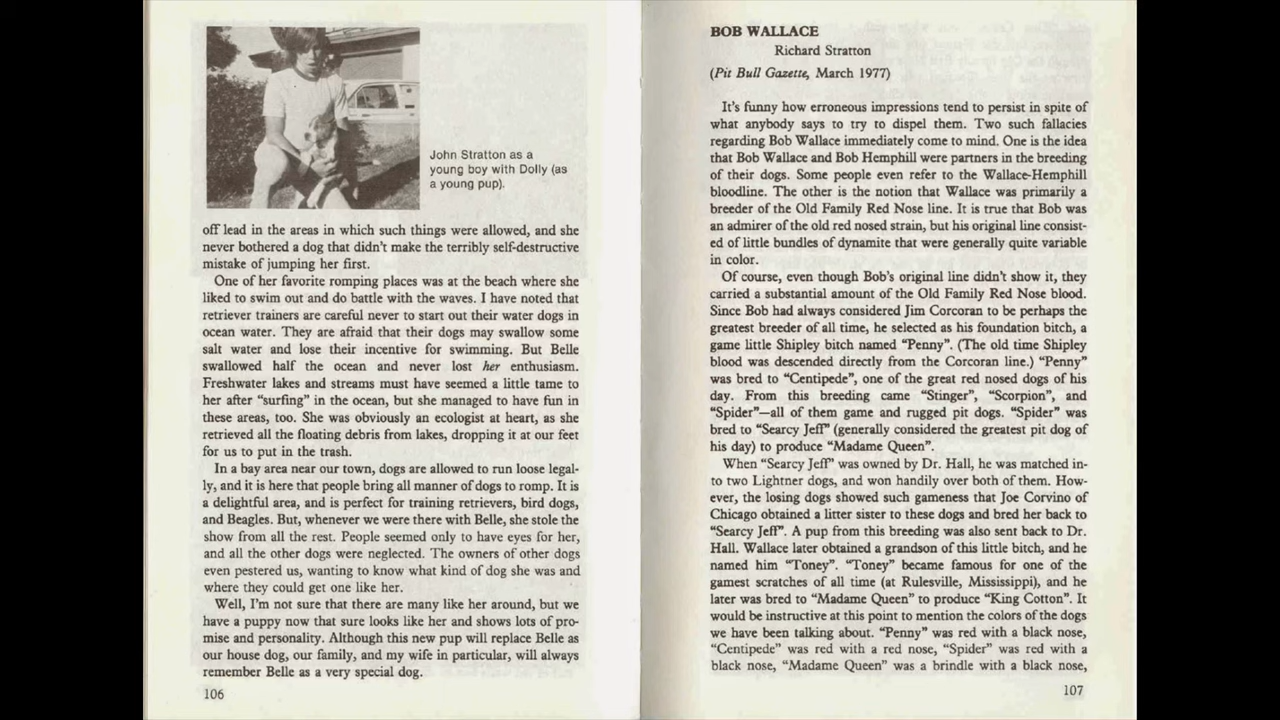 John Stratton as a
young boy with Dolly (as
a young pup).
off lead in the areas in which such things were allowed, and she
never bothered a dog that didn't make the terribly self-destructive
mistake of jumping her first.
One of her favorite romping places was at the beach where she
liked to swim out and do battle with the waves. I have noted that
retriever trainers are careful never to start out their water dogs in
ocean water. They are afraid that their dogs may swallow some
salt water and lose their incentive for swimming. But Belle
swallowed half the ocean and never lost her enthusiasm.
Freshwater lakes and streams must have seemed a little tame to
her after “surfing” in the ocean, but she managed to have fun in
these areas, too. She was obviously an ecologist at heart, as she
retrieved all the floating debris from lakes, dropping it at our feet
for us to put in the trash.
In a bay area near our town, dogs are allowed to run loose legal-
ly, and it is here that people bring all manner of dogs to romp. It is
a delightful area, and is perfect for training retrievers, bird dogs,
and Beagles. But, whenever we were there with Belle, she stole the
show from all the rest. People seemed only to have eyes for her,
and all the other dogs were neglected. The owners of other dogs
even pestered us, wanting to know what kind of dog she was and
where they could get one like her.
Well, I'm not sure that there are many like her around, but we
have a puppy now that sure looks like her and shows lots of pro-
mise and personality. Although this new pup will replace Belle as
our house dog, our family, and my wife in particular, will always
remember Belle as a very special dog.
106
BOB WALLACE
Richard Stratton
(Pit Bull Gazette, March 1977)
It's funny how erroneous impressions tend to persist in spite of
what anybody says to try to dispel them. Two such fallacies
regarding Bob Wallace immediately come to mind. One is the idea
that Bob Wallace and Bob Hemphill were partners in the breeding
of their dogs. Some people even refer to the Wallace-Hemphill
bloodline. The other is the notion that Wallace was primarily a
breeder of the Old Family Red Nose line. It is true that Bob was
an admirer of the old red nosed strain, but his original line consist-
ed of little bundles of dynamite that were generally quite variable
in color.
Of course, even though Bob's original line didn't show it, they
carried a substantial amount of the Old Family Red Nose blood.
Since Bob had always considered Jim Corcoran to be perhaps the
greatest breeder of all time, he selected as his foundation bitch, a
game little Shipley bitch named “Penny”. (The old time Shipley
blood was descended directly from the Corcoran line.) “Penny”
was bred to “Centipede”, one of the great red nosed dogs of his
day. From this breeding came “Stinger”, “Scorpion”, and
“Spider”—all of them game and rugged pit dogs. “Spider” was
bred to “Searcy Jeff” (generally considered the greatest pit dog of
his day) to produce “Madame Queen”.
When “Searcy Jeff” was owned by Dr. Hall, he was matched in-
to two Lightner dogs, and won handily over both of them. How-
ever, the losing dogs showed such gameness that Joe Corvino of
Chicago obtained a litter sister to these dogs and bred her back to
“Searcy Jeff”. A pup from this breeding was also sent back to Dr.
Hall. Wallace later obtained a grandson of this little bitch, and he
named him “Toney”. “Toney” became famous for one of the
gamest scratches of all time (at Rulesville, Mississippi), and he
later was bred to “Madame Queen” to produce “King Cotton”. It
would be instructive at this point to mention the colors of the dogs
we have been talking about. “Penny” was red with a black nose,
“Centipede” was red with a red nose, “Spider” was red with a
black nose, “Madame Queen” was a brindle with a black nose,
107